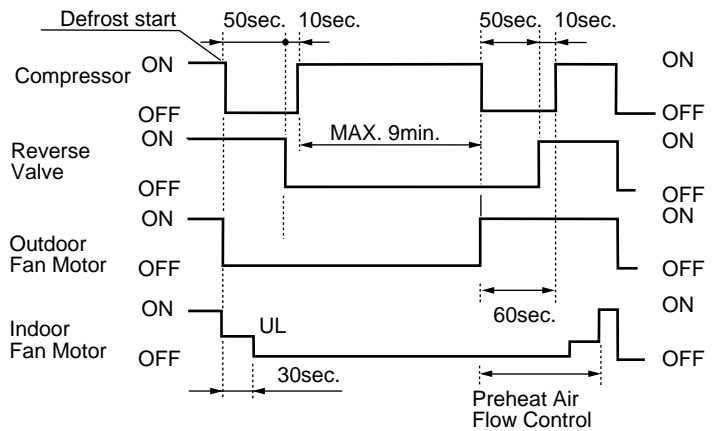 Defrost start
50sec.
10sec.
50sec.
10sec.
Compressor
ON
OFF
ON
OFF
MAX. 9min.
Reverse
Valve
ON
OFF
ON
OFF
Outdoor
Fan Motor
ON
OFF
ON
OFF
60sec.
Indoor
Fan Motor
ON
OFF
UL
ON
OFF
30sec.
Preheat Air
Flow Control